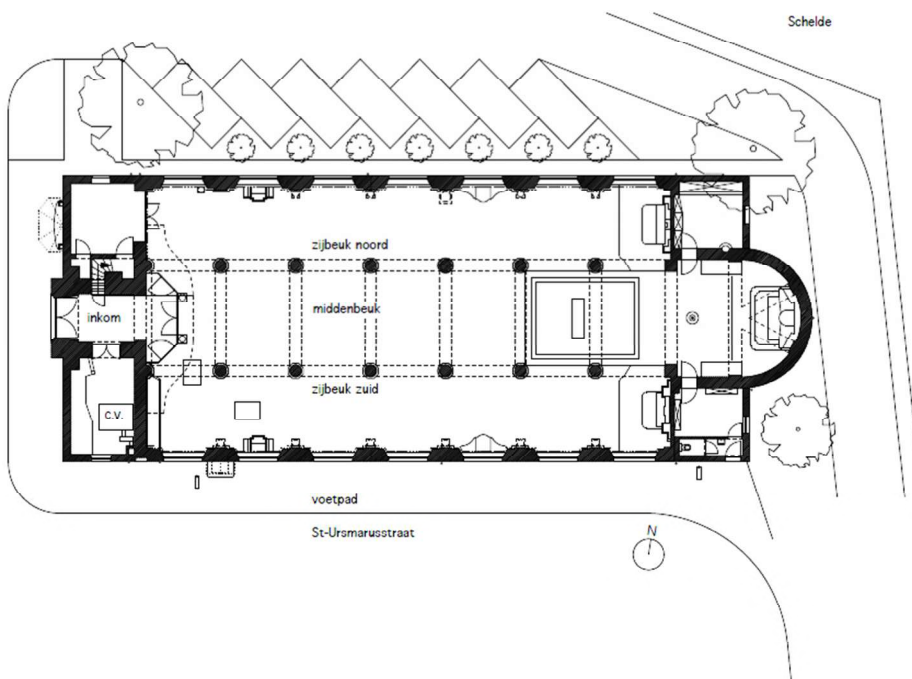 Schelde
zijbeuk noord
middenbeuk
inkom
zijbeuk zuid
C.V.
voetpad
St-Ursmarusstraat
N